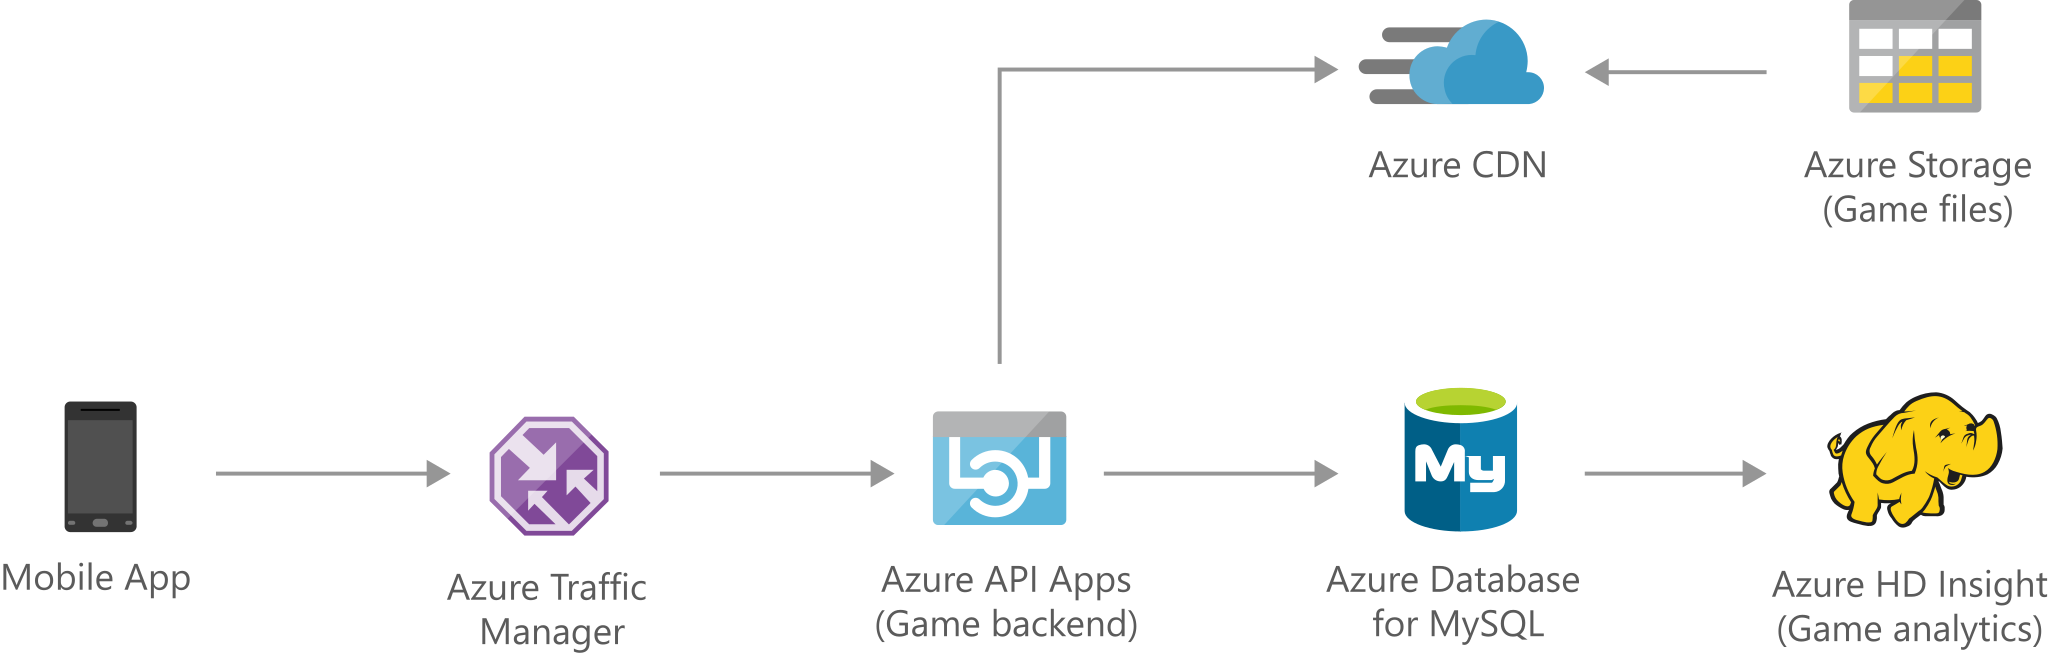 Azure CDN
Azure Storage
(Game files)
My
Mobile App
Azure Traffic
Manager
Azure API Apps
(Game backend)
Azure Database
for MySQL
Azure HD Insight
(Game analytics)